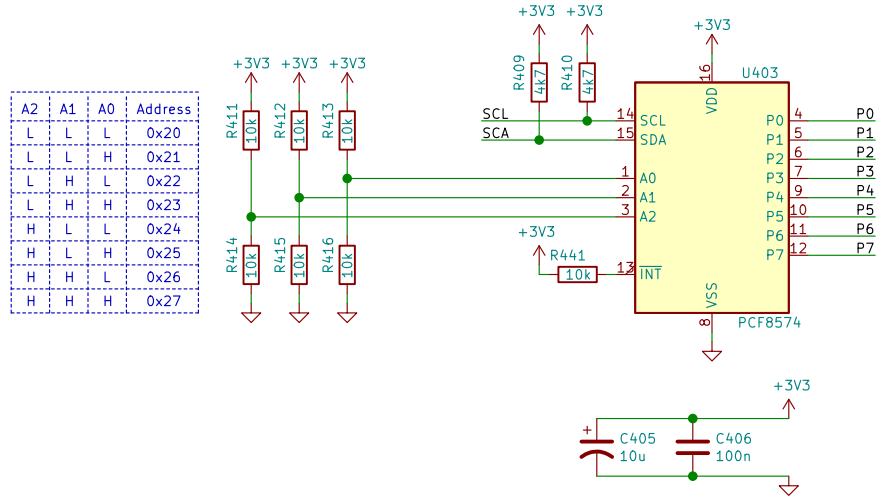 +3V3 +3V3
+3V3
R409 4k7
R410 4k7
16
U403
VDD
+3V3 +3V3 +3V3
R411 10k
R412 10k
R413 10k
A2 A1 A0 Address
L L L 0x20
L L H 0x21
L H L 0x22
L H H 0x23
H L L 0x24
H L H 0x25
H H L 0x26
H H H 0x27
SCL 14 SCL P0 4 P0
SCA 15 SDA P1 5 P1
P2 6 P2
1 A0 P3 7 P3
2 A1 P4 9 P4
3 A2 P5 10 P5
P6 11 P6
P7 12 P7
R414 10k
R415 10k
R416 10k
+3V3
R441
10k
13 INT
VSS
8
PCF8574
+3V3
+ C405
10u
C406
100n